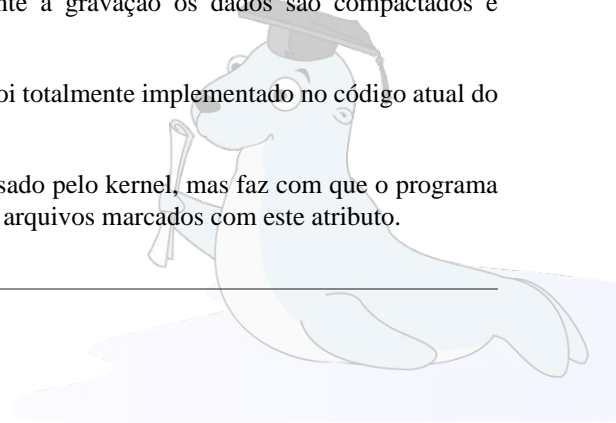 nte a gravação os dados são compactados e
oi totalmente implementado no código atual do
sado pelo kernel, mas faz com que o programa
arquivos marcados com este atributo.